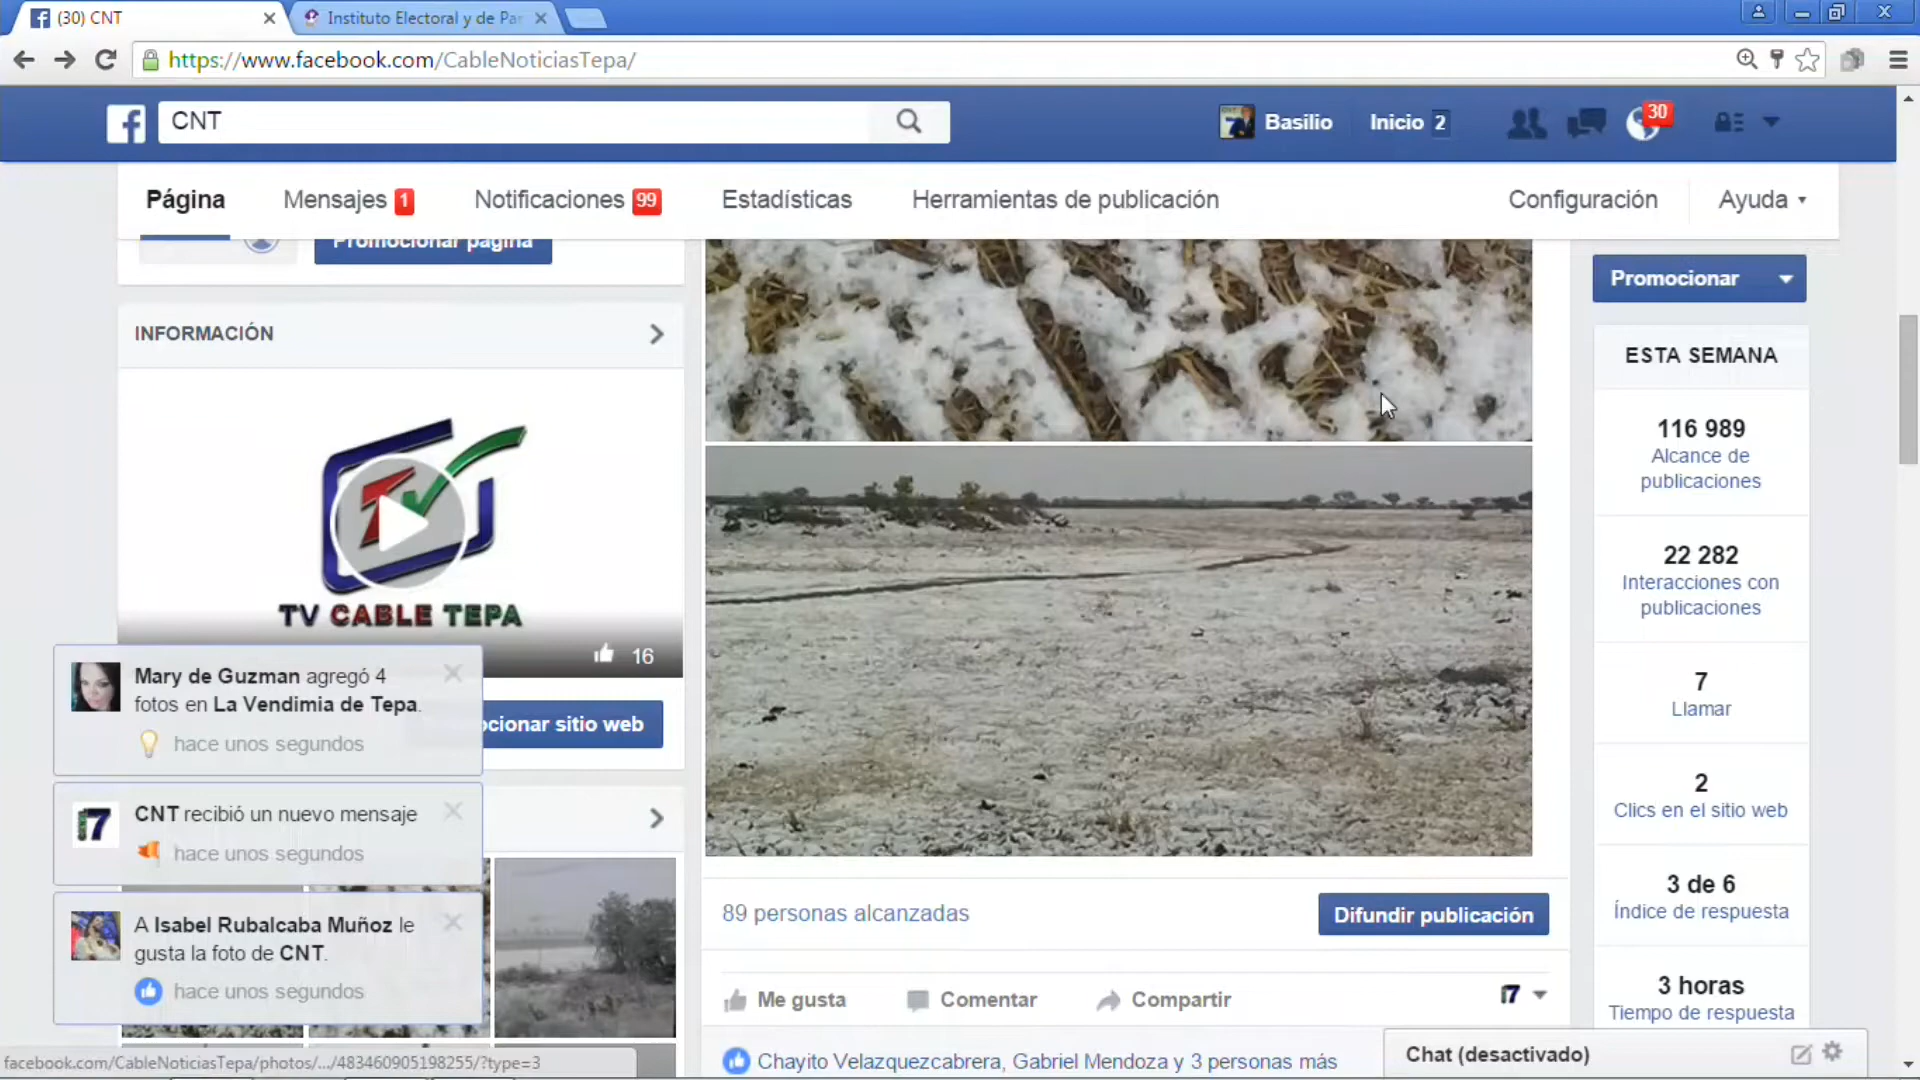 (30) CNT
Instituto Electoral y de Pa
https://www.facebook.com/CableNoticiasTepa/
CNT
Basilio
Inicio 2
30
Página
Mensajes 1
Notificaciones 99
Estadísticas
Herramientas de publicación
Configuración
Ayuda
Promocionar página
Promocionar
INFORMACIÓN
ESTA SEMANA
116 989
Alcance de
publicaciones
22 282
Interacciones con
publicaciones
7
Llamar
2
Clics en el sitio web
3 de 6
Índice de respuesta
3 horas
Tiempo de respuesta
TV CABLE TEPA
16
ocionar sitio web
Mary de Guzman agregó 4
fotos en La Vendimia de Tepa.
hace unos segundos
7
CNT recibió un nuevo mensaje
hace unos segundos
A Isabel Rubalcaba Muñoz le
gusta la foto de CNT.
hace unos segundos
89 personas alcanzadas
Difundir publicación
Me gusta
Comentar
Compartir
Chayito Velazquezcabrera, Gabriel Mendoza y 3 personas más
Chat (desactivado)
facebook.com/CableNoticiasTepa/photos/.../483460905198255/?type=3